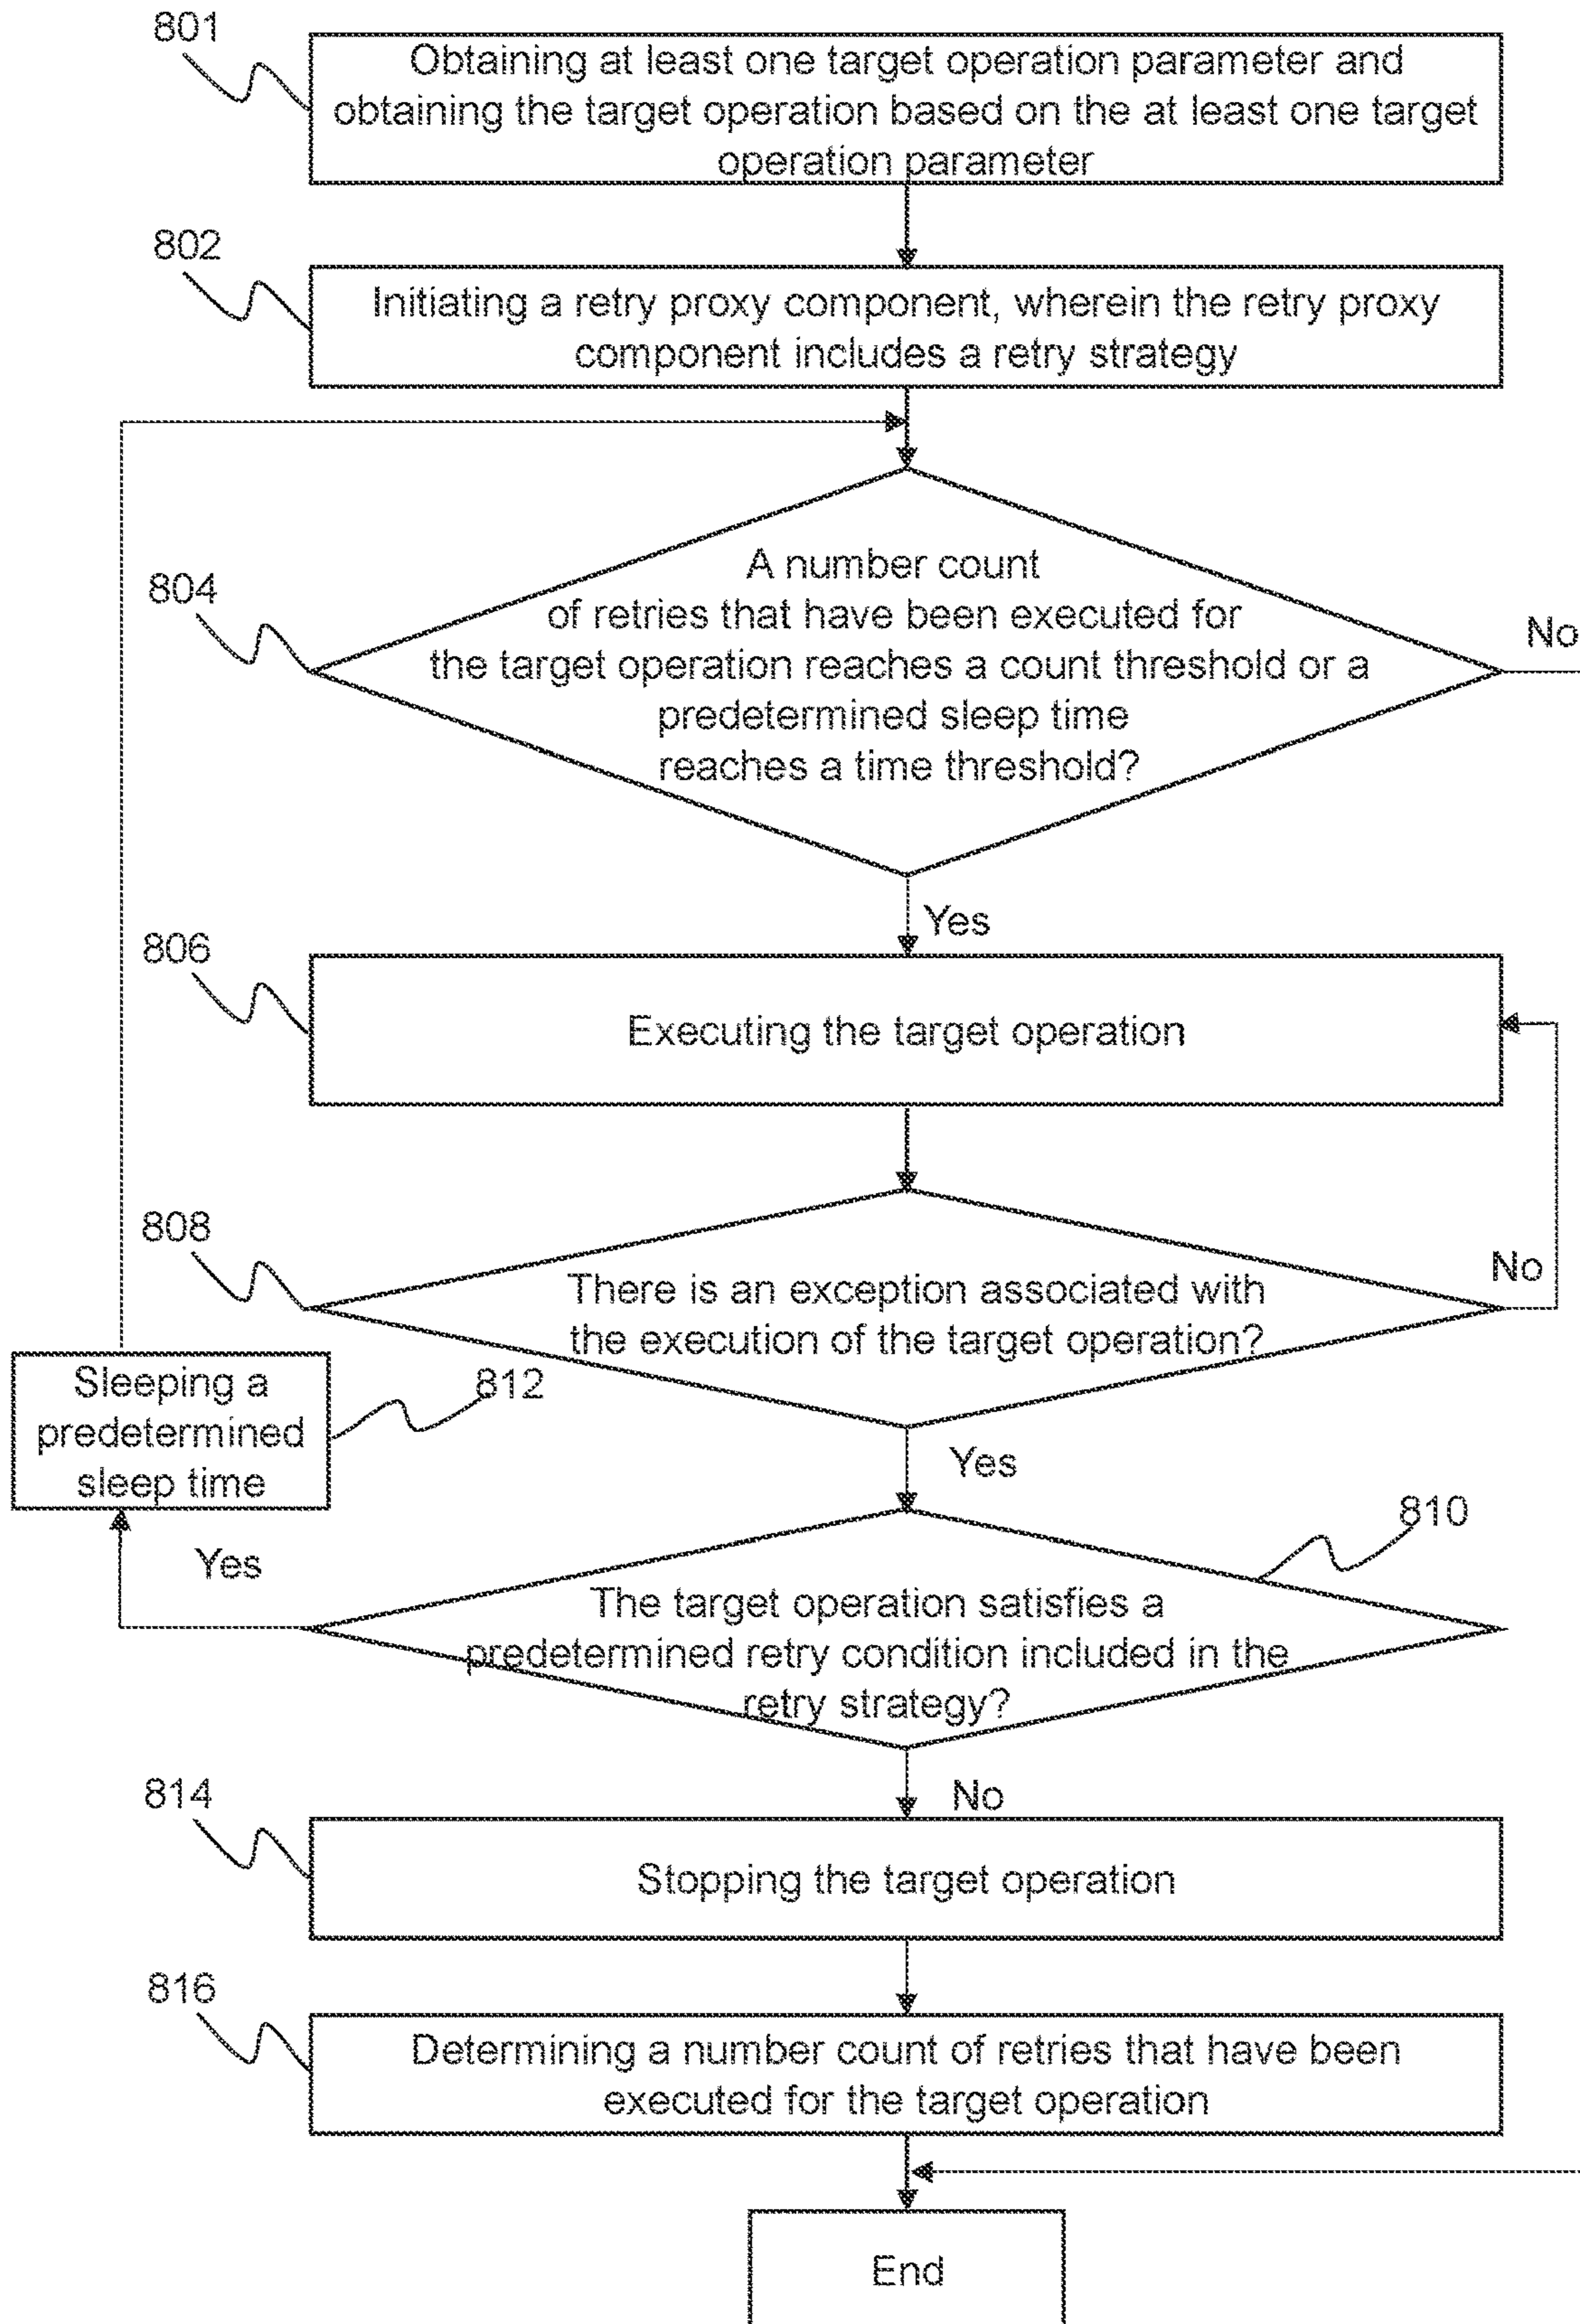 801
Obtaining at least one target operation parameter and
obtaining the target operation based on the at least one target
operation parameter
802
Initiating a retry proxy component, wherein the retry proxy
component includes a retry strategy
804
A number count
of retries that have been executed for
the target operation reaches a count threshold or a
predetermined sleep time
reaches a time threshold?
No
Yes
806
Executing the target operation
808
There is an exception associated with
the execution of the target operation?
No
Sleeping a
predetermined
sleep time
812
Yes
810
Yes
The target operation satisfies a
predetermined retry condition included in the
retry strategy?
No
814
Stopping the target operation
816
Determining a number count of retries that have been
executed for the target operation
End